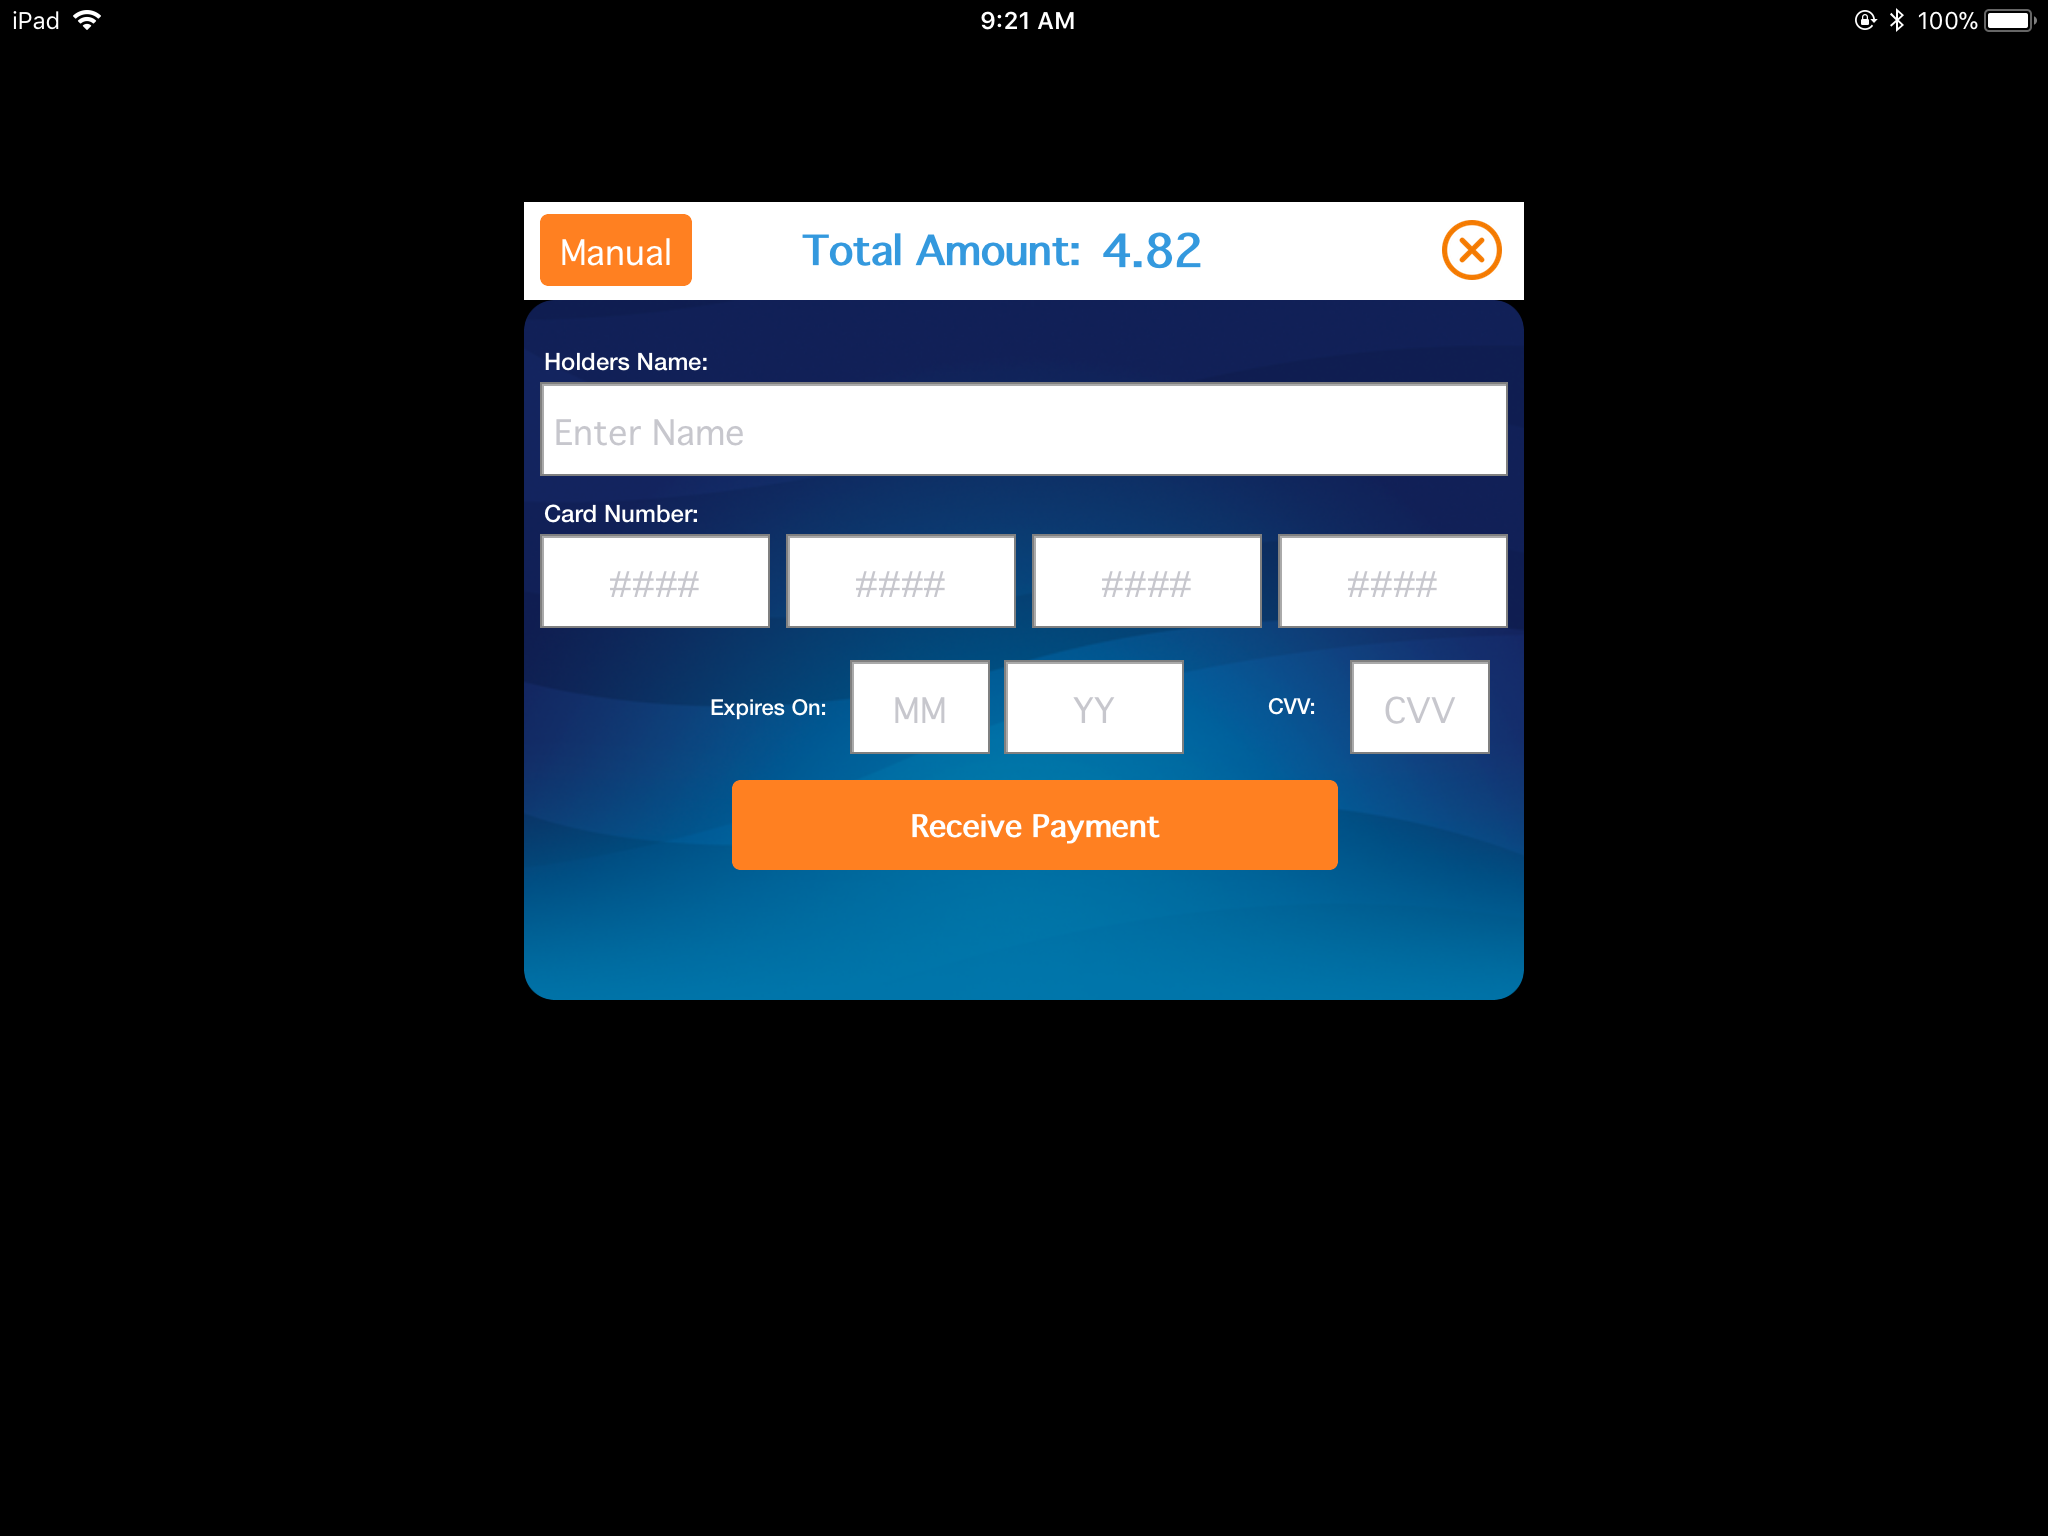 iPad 9:21 AM 100%
Manual Total Amount: 4.82
Holders Name:
Enter Name
Card Number:
#### #### #### ####
Expires On: MM YY CVV: CVV
Receive Payment